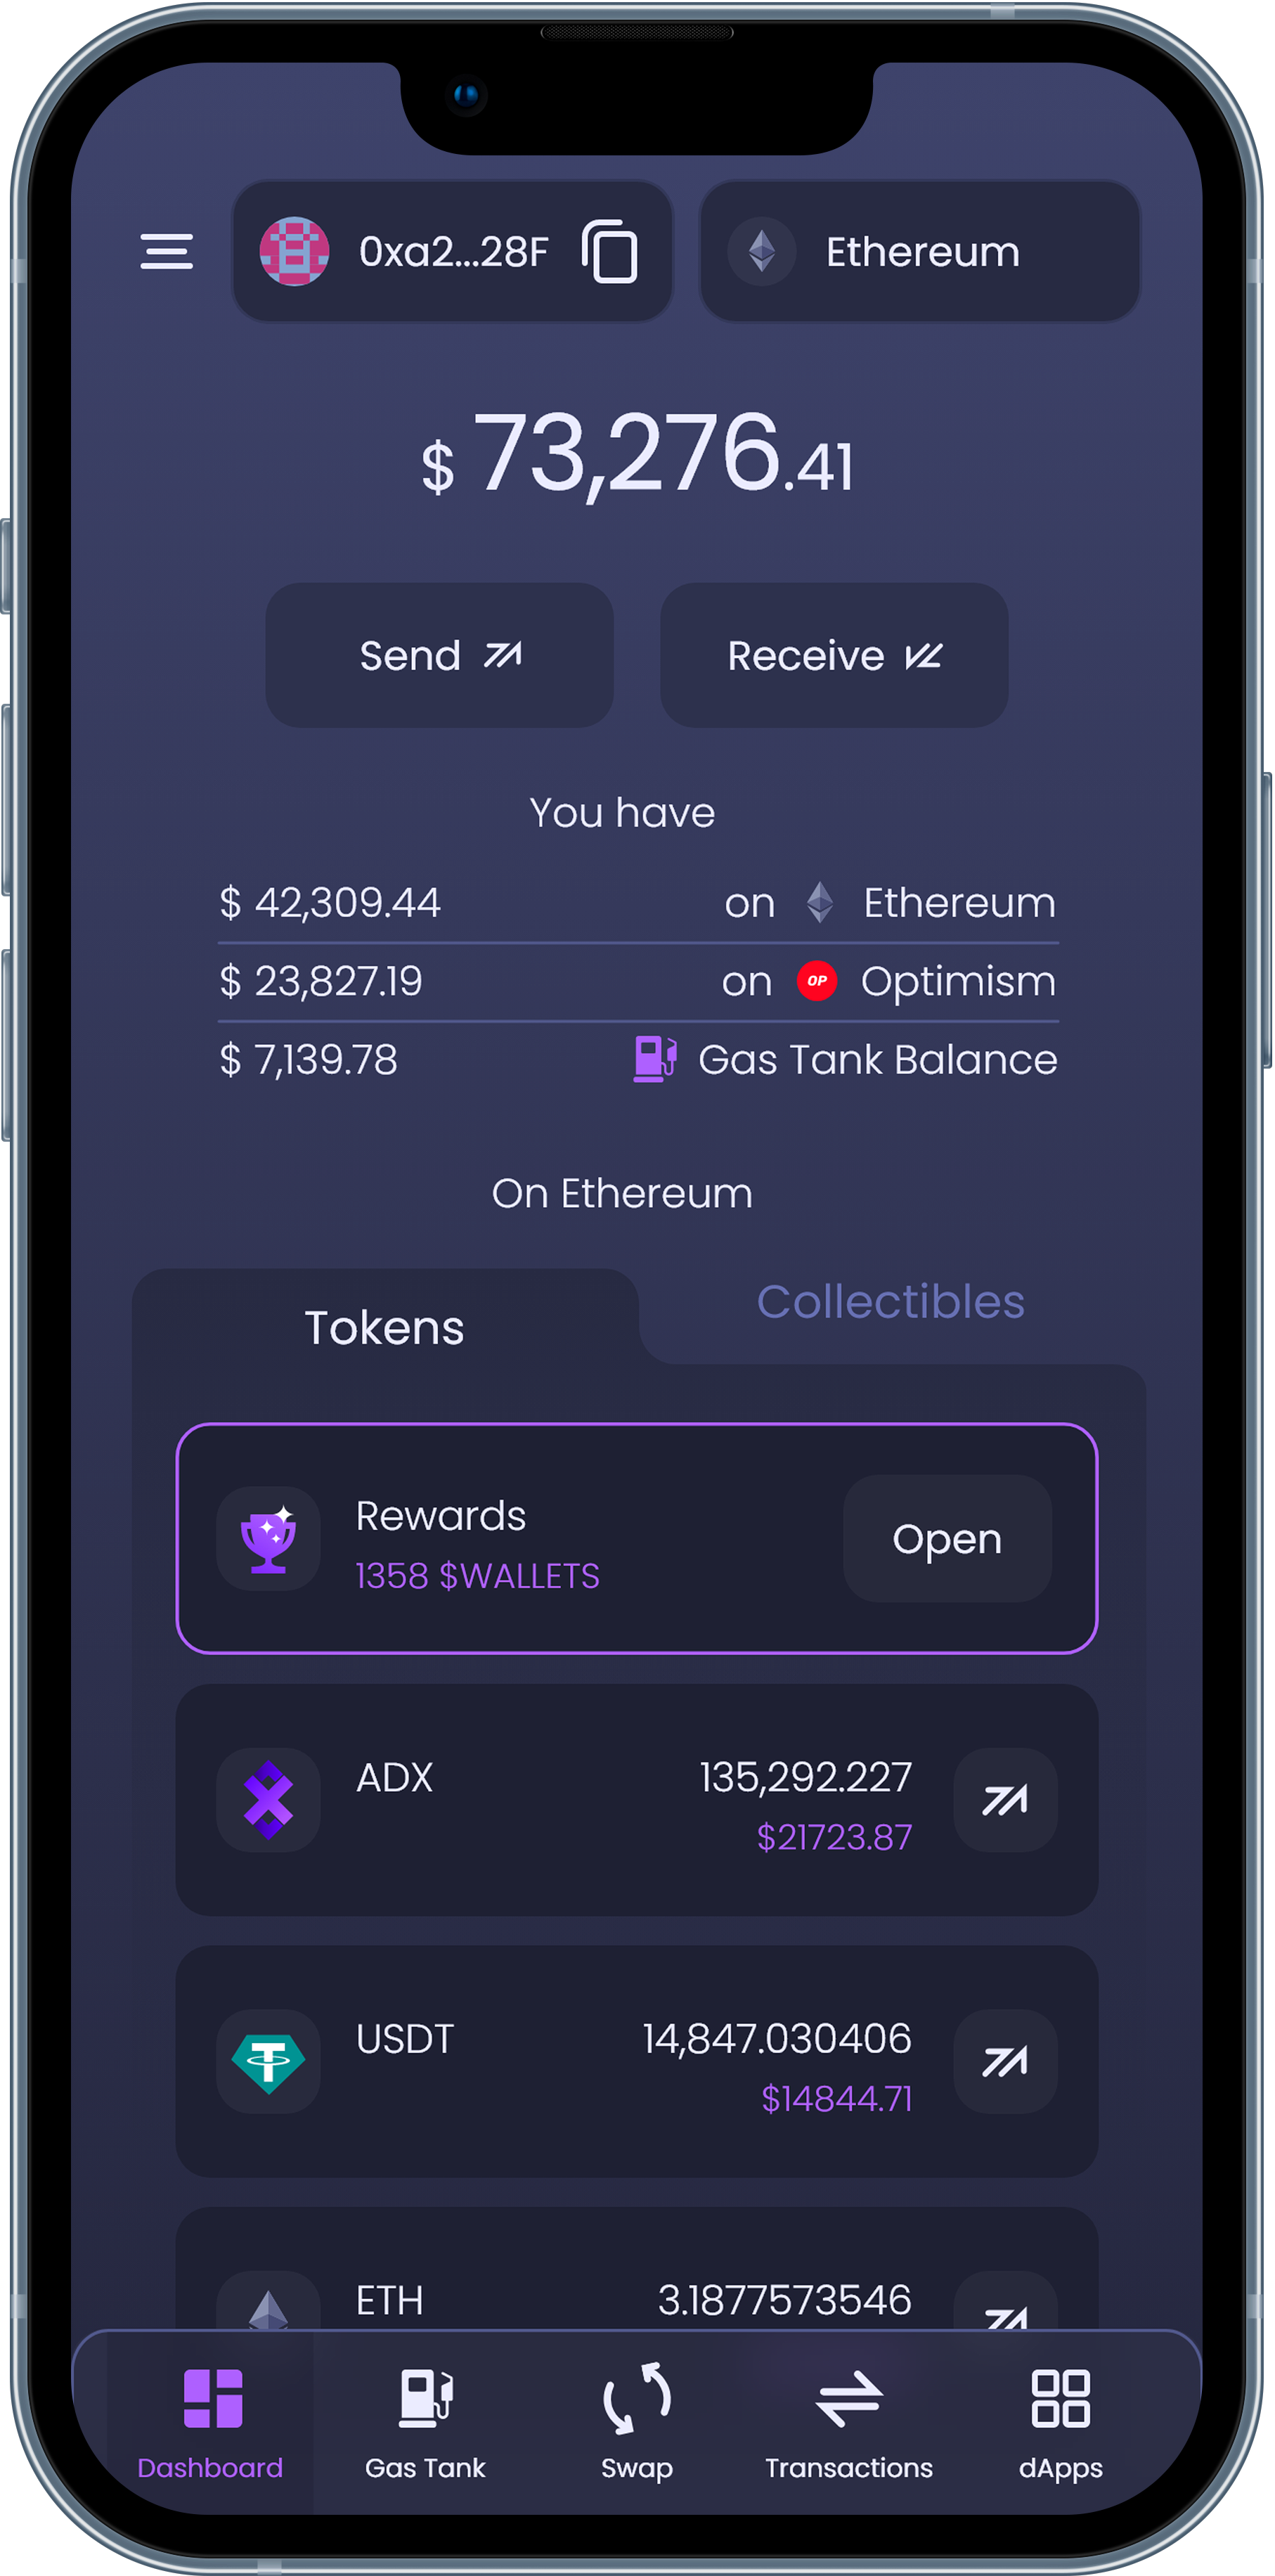 0xa2...28F Ethereum
$ 73,276.41
Send Receive
You have
$ 42,309.44 on Ethereum
$ 23,827.19 on OP Optimism
$ 7,139.78 Gas Tank Balance
On Ethereum
Tokens Collectibles
Rewards
1358 $WALLETS
Open
ADX 135,292.227
$21723.87
USDT 14,847.030406
$14844.71
ETH 3.1877573546
Dashboard Gas Tank Swap Transactions dApps